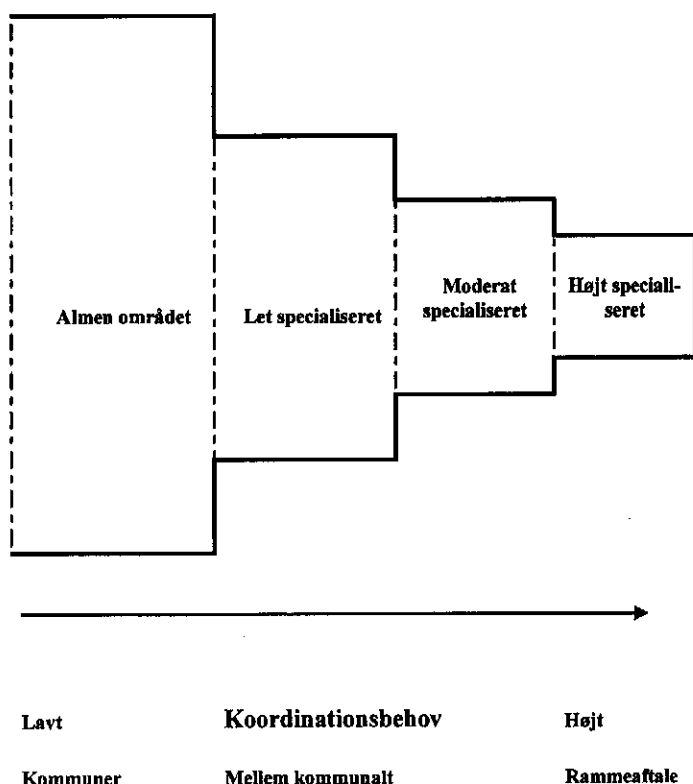 Almen området
Let specialiseret
Moderat
specialiseret
Højt speciali-
seret
Lavt Koordinationsbehov Højt
Kommuner Mellem kommunalt Rammeaftale